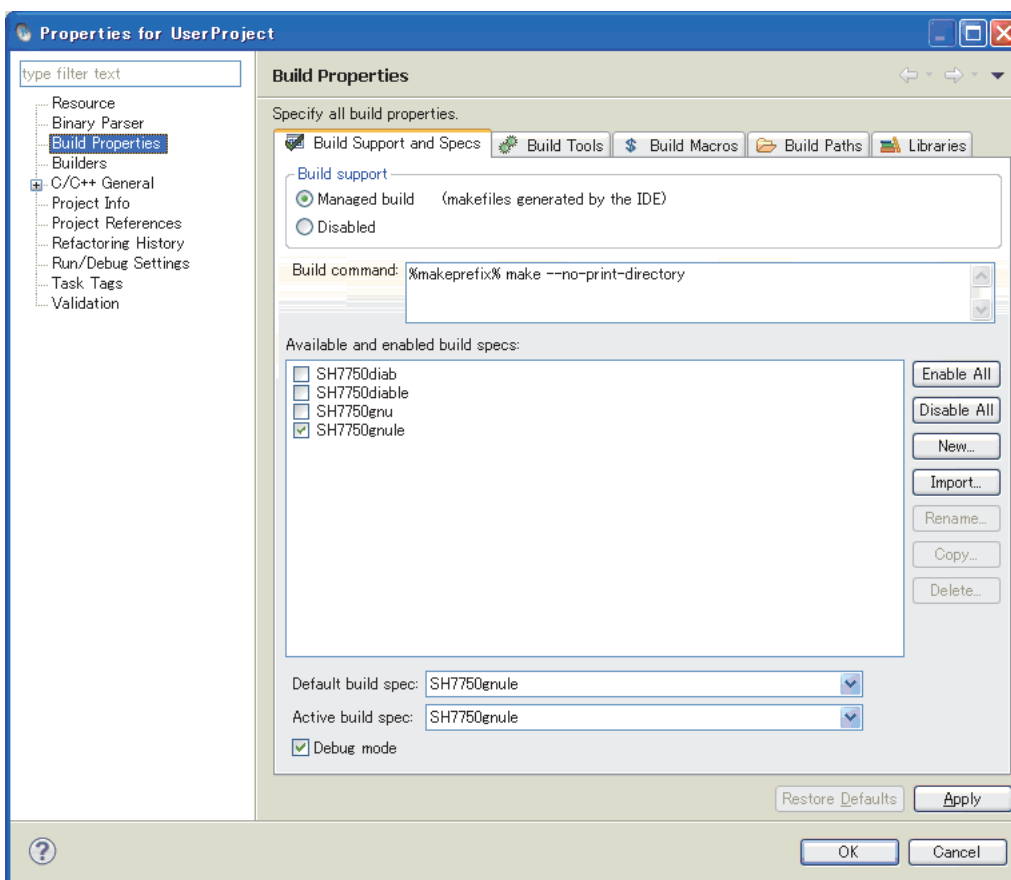 Properties for UserProject
type filter text
Resource
Binary Parser
Build Properties
Builders
C/C++ General
Project Info
Project References
Refactoring History
Run/Debug Settings
Task Tags
Validation
Build Properties
Specify all build properties.
Build Support and Specs Build Tools $ Build Macros Build Paths Libraries
Build support
Managed build (makefiles generated by the IDE)
Disabled
Build command: %makeprefix% make --no-print-directory
Available and enabled build specs:
SH7750diab
SH7750diable
SH7750gnu
SH7750gnule
Enable All
Disable All
New...
Import...
Rename...
Copy...
Delete...
Default build spec: SH7750gnule
Active build spec: SH7750gnule
Debug mode
Restore Defaults Apply
? OK Cancel